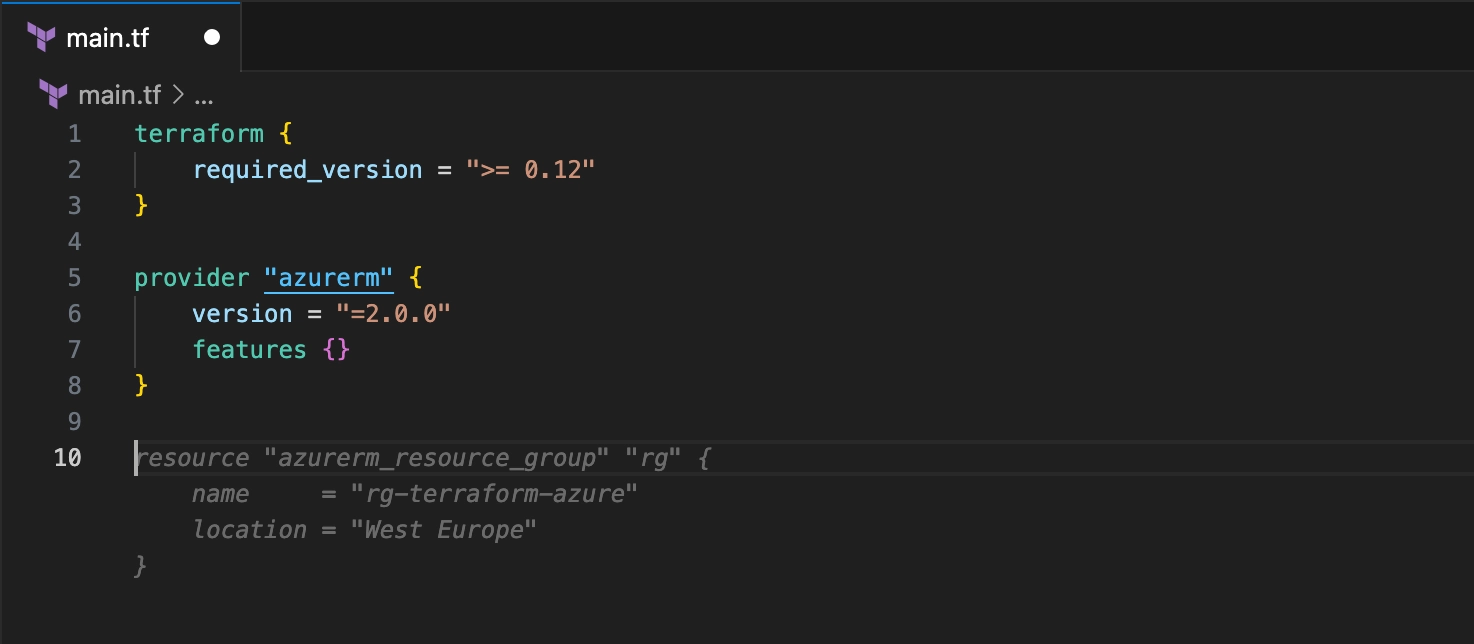 main.tf
main.tf > ...
1 terraform {
2     required_version = ">= 0.12"
3 }
4
5 provider "azurerm" {
6     version = "=2.0.0"
7     features {}
8 }
9
10 resource "azurerm_resource_group" "rg" {
    name     = "rg-terraform-azure"
    location = "West Europe"
}